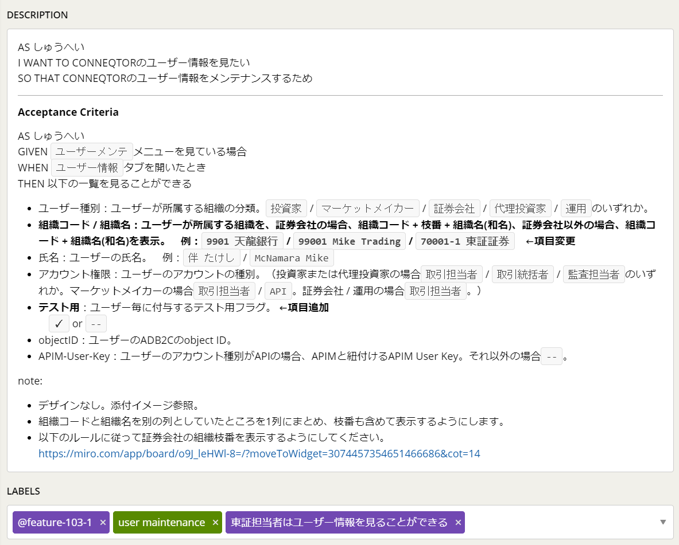 DESCRIPTION
AS しゅうへい
I WANT TO CONNEQTORのユーザー情報を見たい
SO THAT CONNEQTORのユーザー情報をメンテナンスするため
Acceptance Criteria
AS しゅうへい
GIVEN ユーザーメンテ メニューを見ている場合
WHEN ユーザー情報 タブを開いたとき
THEN 以下の一覧を見ることができる
• ユーザー種別：ユーザーが所属する組織の分類。 投資家 / マーケットメイカー / 証券会社 / 代理投資家 / 運用 のいずれか。
• 組織コード / 組織名：ユーザーが所属する組織を、証券会社の場合、組織コード + 枝番 + 組織名(和名)、証券会社以外の場合、組織コ
ード + 組織名(和名)を表示。 例： 9901 天龍銀行 / 99001 Mike Trading / 70001-1 東証証券 ←項目変更
• 氏名：ユーザーの氏名。 例： 伴 たけし / McNamara Mike
• アカウント権限：ユーザーのアカウントの種別。（投資家または代理投資家の場合 取引担当者 / 取引統括者 / 監査担当者 のいず
れか。マーケットメイカーの場合 取引担当者 / API 。証券会社 / 運用の場合 取引担当者 。）
• テスト用：ユーザー毎に付与するテスト用フラグ。 ←項目追加
✓ or --
• objectID：ユーザーのADB2Cのobject ID。
• APIM-User-Key：ユーザーのアカウント種別がAPIの場合、APIMと紐付けるAPIM User Key。それ以外の場合 -- 。
note:
• デザインなし。添付イメージ参照。
• 組織コードと組織名を別の列としていたところを1列にまとめ、枝番も含めて表示するようにします。
• 以下のルールに従って証券会社の組織枝番を表示するようにしてください。
https://miro.com/app/board/o9J_leHWl-8=/?moveToWidget=3074457354651466686&cot=14
LABELS
@feature-103-1 × user maintenance × 東証担当者はユーザー情報を見ることができる ×